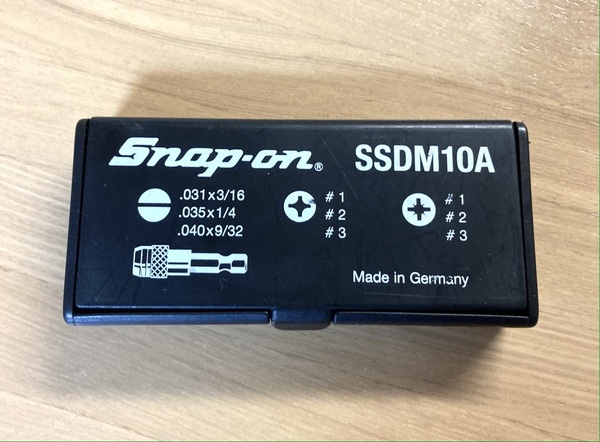 Snap-on® SSDM10A
.031x3/16
.035x1/4
.040x9/32
# 1
# 2
# 3
# 1
# 2
# 3
Made in Germany